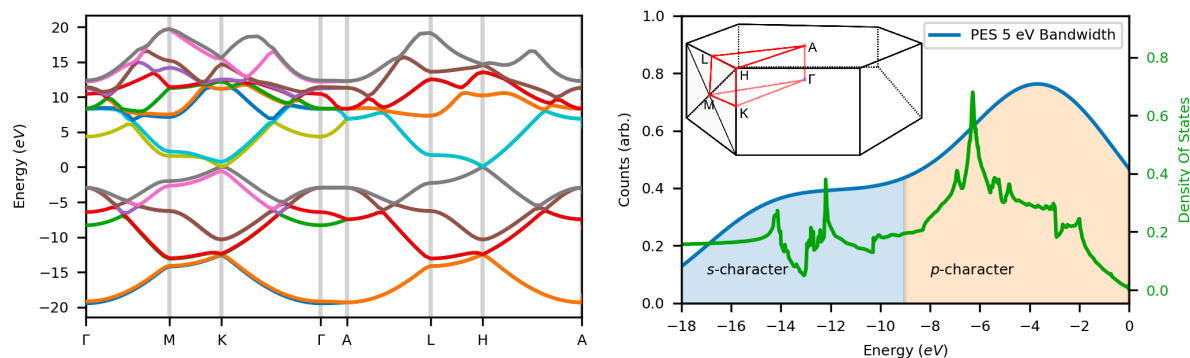 20
15
10
5
0
−5
−10
−15
−20
Energy (eV)
Γ
M
K
Γ
A
L
H
A
1.0
0.8
0.6
0.4
0.2
0.0
Counts (arb.)
PES 5 eV Bandwidth
A
L
H
Γ
M
K
s-character
p-character
0.8
0.6
0.4
0.2
0.0
Density Of States
−18
−16
−14
−12
−10
−8
−6
−4
−2
0
Energy (eV)